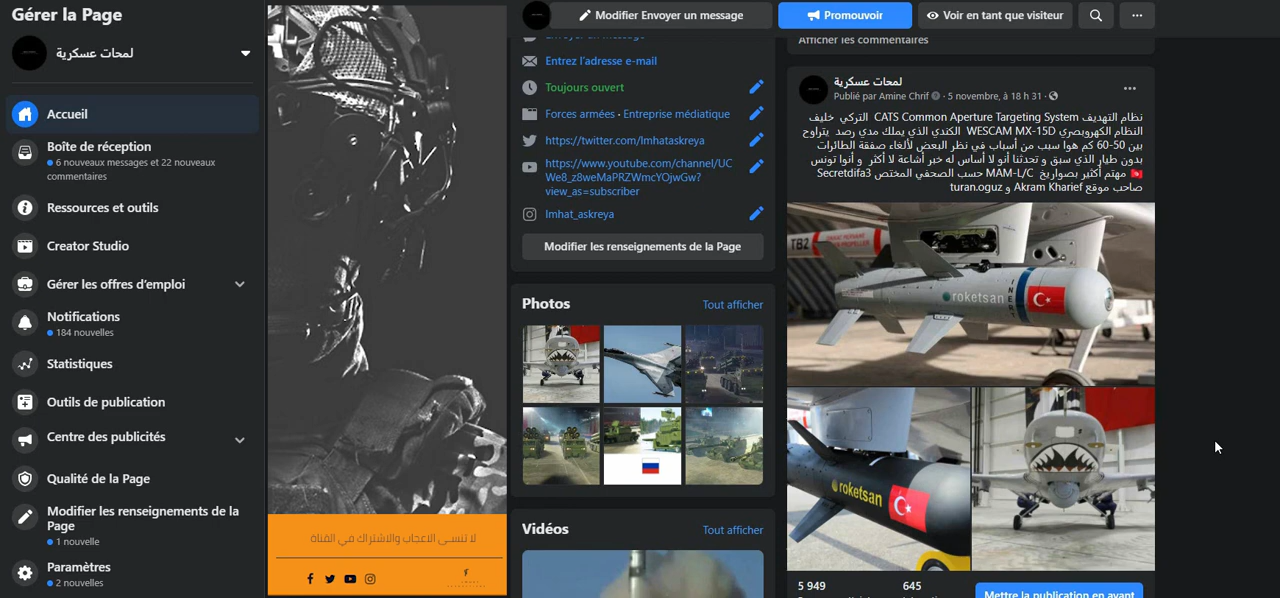 Gérer la Page
لمحات عسكرية
Accueil
Boîte de réception
6 nouveaux messages et 22 nouveaux
commentaires
Ressources et outils
Creator Studio
Gérer les offres d'emploi
Notifications
184 nouvelles
Statistiques
Outils de publication
Centre des publicités
Qualité de la Page
Modifier les renseignements de la
Page
1 nouvelle
Paramètres
2 nouvelles
لا تنسى الاعجاب والاشتراك في القناة
Modifier Envoyer un message
Promouvoir
Voir en tant que visiteur
Entrez l'adresse e-mail
Toujours ouvert
Forces armées · Entreprise médiatique
https://twitter.com/lmhataskreya
https://www.youtube.com/channel/UC
We8_z8weMaPRZWmcYOjwGw?
view_as=subscriber
lmhat_askreya
Modifier les renseignements de la Page
Photos
Tout afficher
Vidéos
Tout afficher
Afficher les commentaires
لمحات عسكرية
Publié par Amine Chrif · 5 novembre, à 18 h 31
نظام التهديف CATS Common Aperture Targeting System التركي خليف
النظام الكهروبصري WESCAM MX-15D الكندي الذي يملك مدي رصد يتراوح
بين 50-60 كم هوا سبب من أسباب في نظر البعض لألغاء صفقة الطائرات
بدون طيار الذي سبق و تحدثنا أنو لا أساس له خبر أشاعة لا أكثر و أنوا تونس
مهتم أكثير بصواريخ MAM-L/C حسب الصحفي المختص Secretdifa3
صاحب موقع Akram Kharief و turan.oguz
TB2
roketsan
INERT
roketsan
5 949
645
Mettre la publication en avant